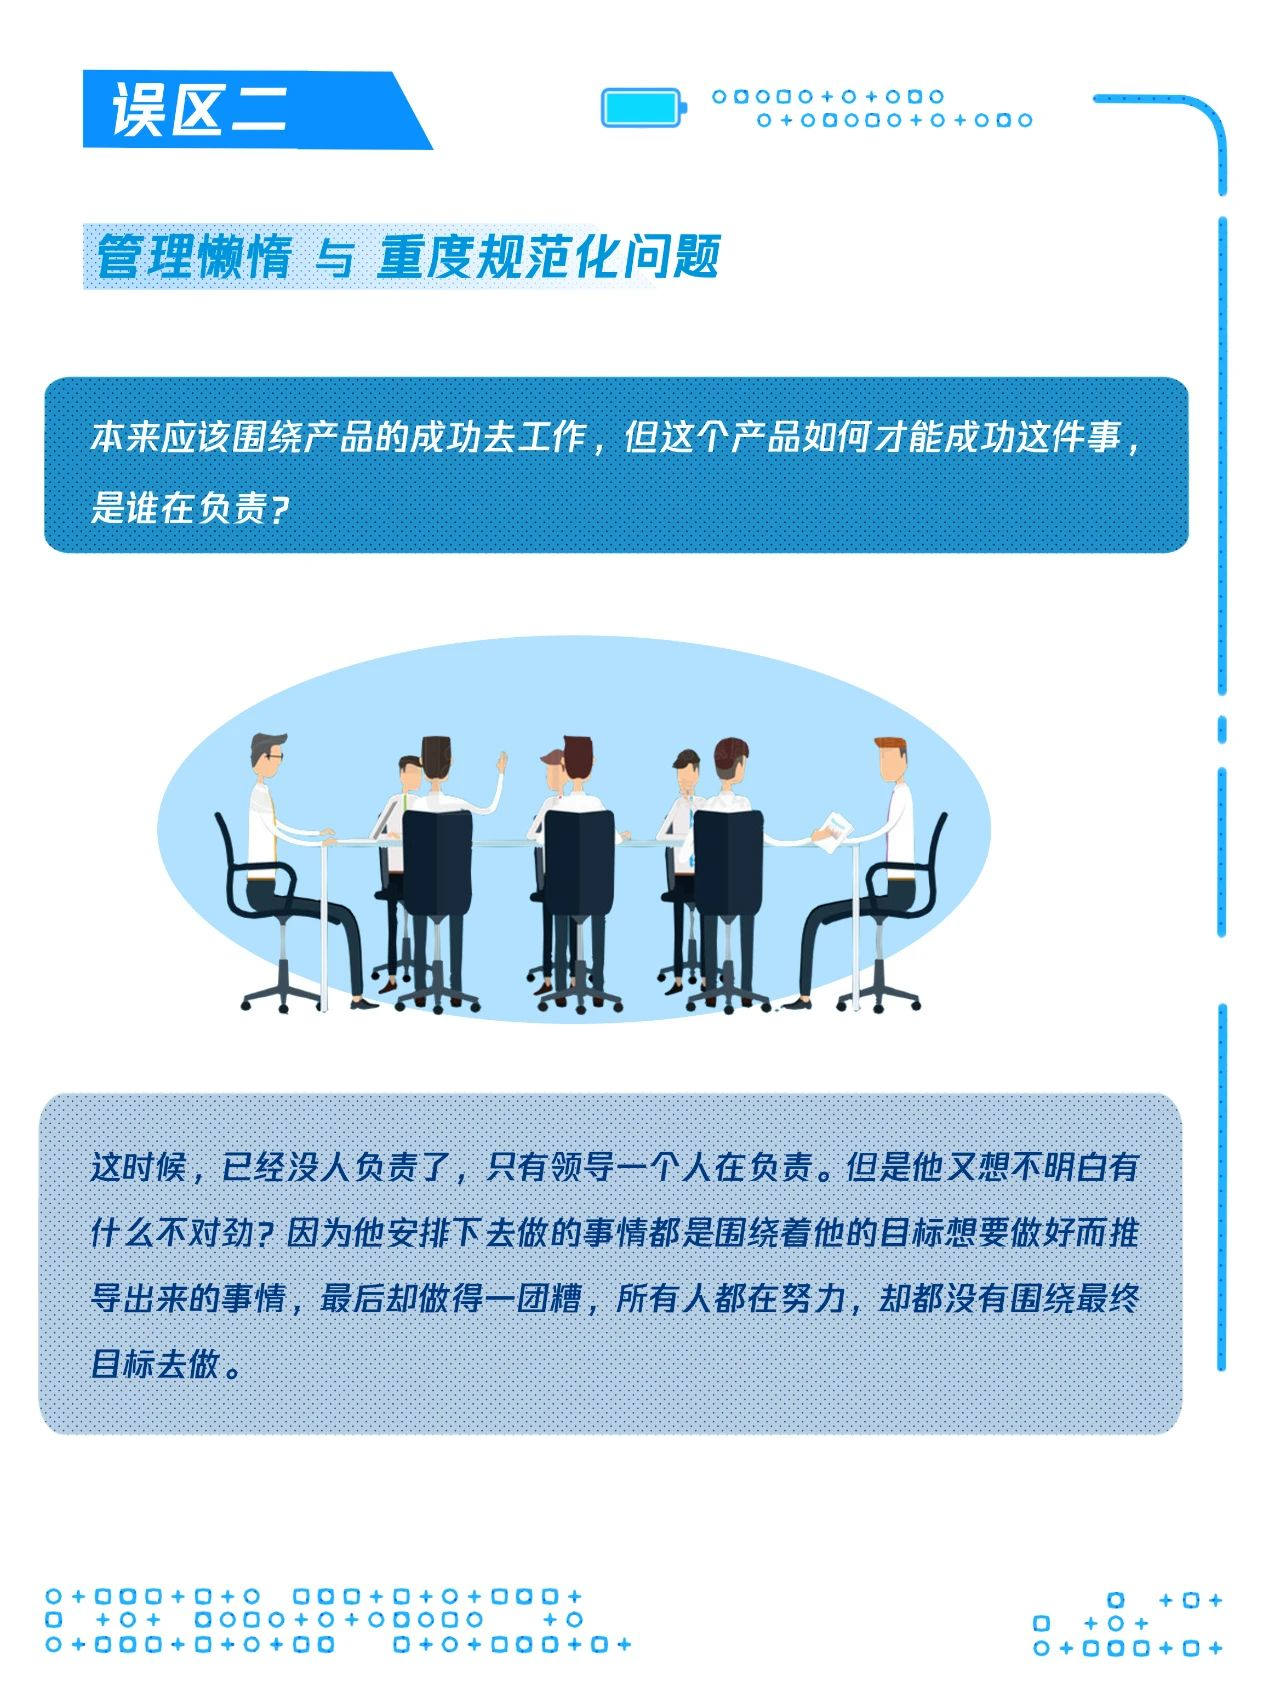 误区二
管理懒惰 与 重度规范化问题
本来应该围绕产品的成功去工作，但这个产品如何才能成功这件事，
是谁在负责？
这时候，已经没人负责了，只有领导一个人在负责。但是他又想不明白有
什么不对劲？因为他安排下去做的事情都是围绕着他的目标想要做好而推
导出来的事情，最后却做得一团糟，所有人都在努力，却都没有围绕最终
目标去做。